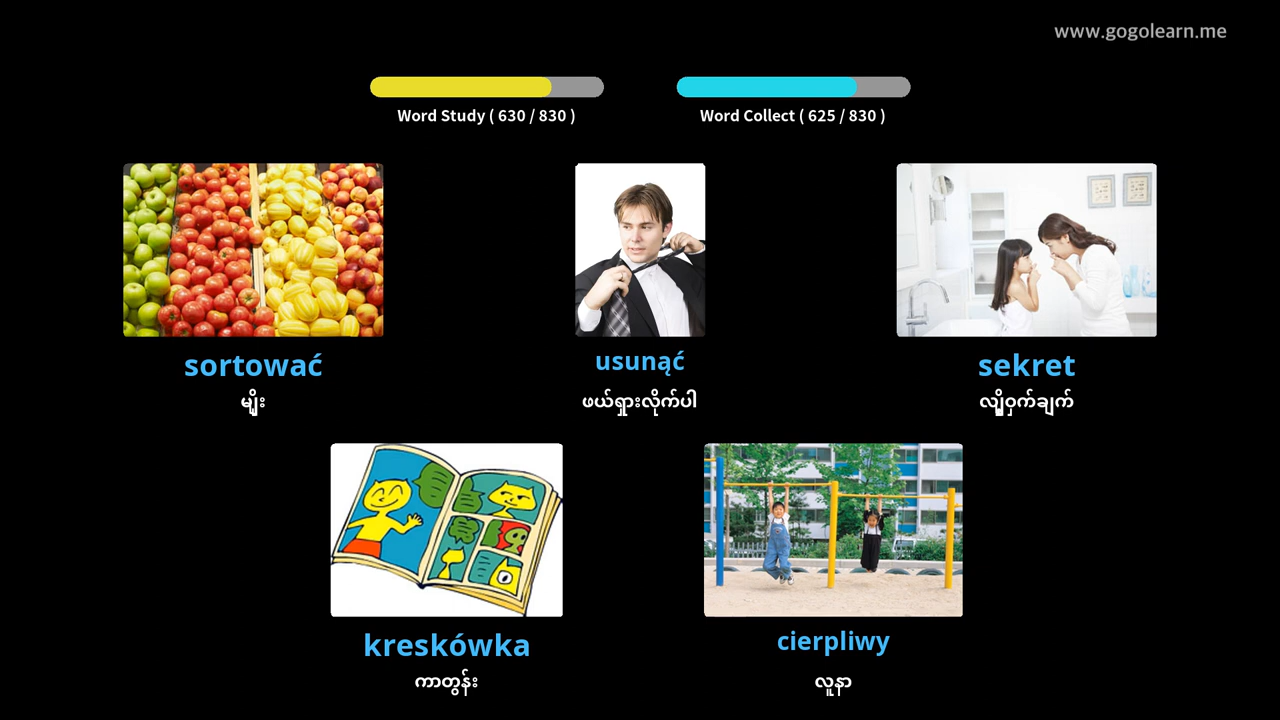 www.gogolearn.me
Word Study ( 630 / 830 )
Word Collect ( 625 / 830 )
sortować
မျိုး
usunąć
ဖယ်ရှားလိုက်ပါ
sekret
လျှို့ဝှက်ချက်
kreskówka
ကာတွန်း
cierpliwy
လူနာ